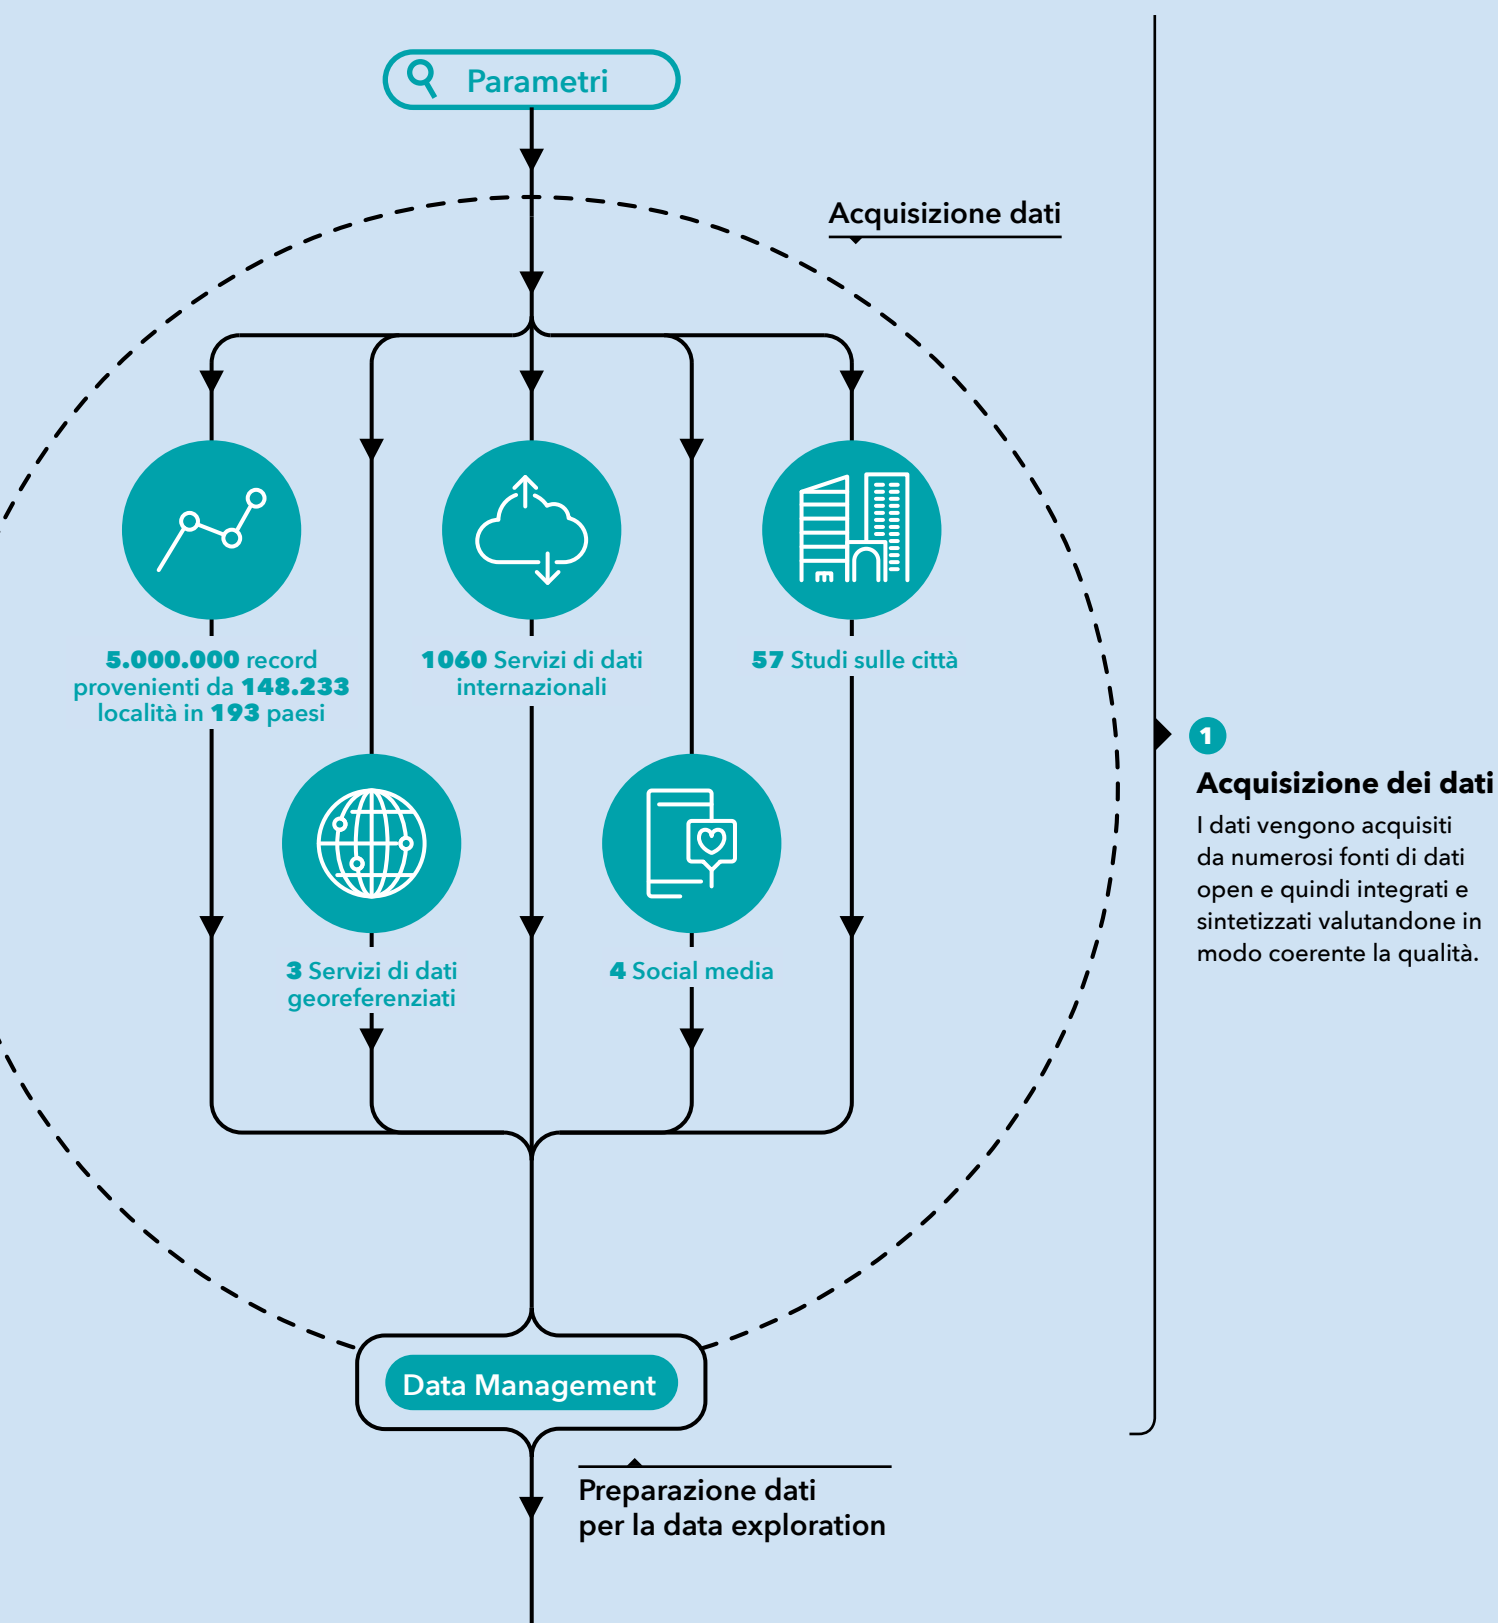 Parametri
Acquisizione dati
5.000.000 record
provenienti da 148.233
località in 193 paesi
1060 Servizi di dati
internazionali
57 Studi sulle città
3 Servizi di dati
georeferenziati
4 Social media
1
Acquisizione dei dati
I dati vengono acquisiti
da numerosi fonti di dati
open e quindi integrati e
sintetizzati valutandone in
modo coerente la qualità.
Data Management
Preparazione dati
per la data exploration